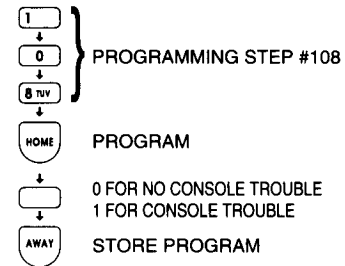 1
0 PROGRAMMING STEP #108
8 TUV
HOME PROGRAM
0 FOR NO CONSOLE TROUBLE
1 FOR CONSOLE TROUBLE
AWAY STORE PROGRAM